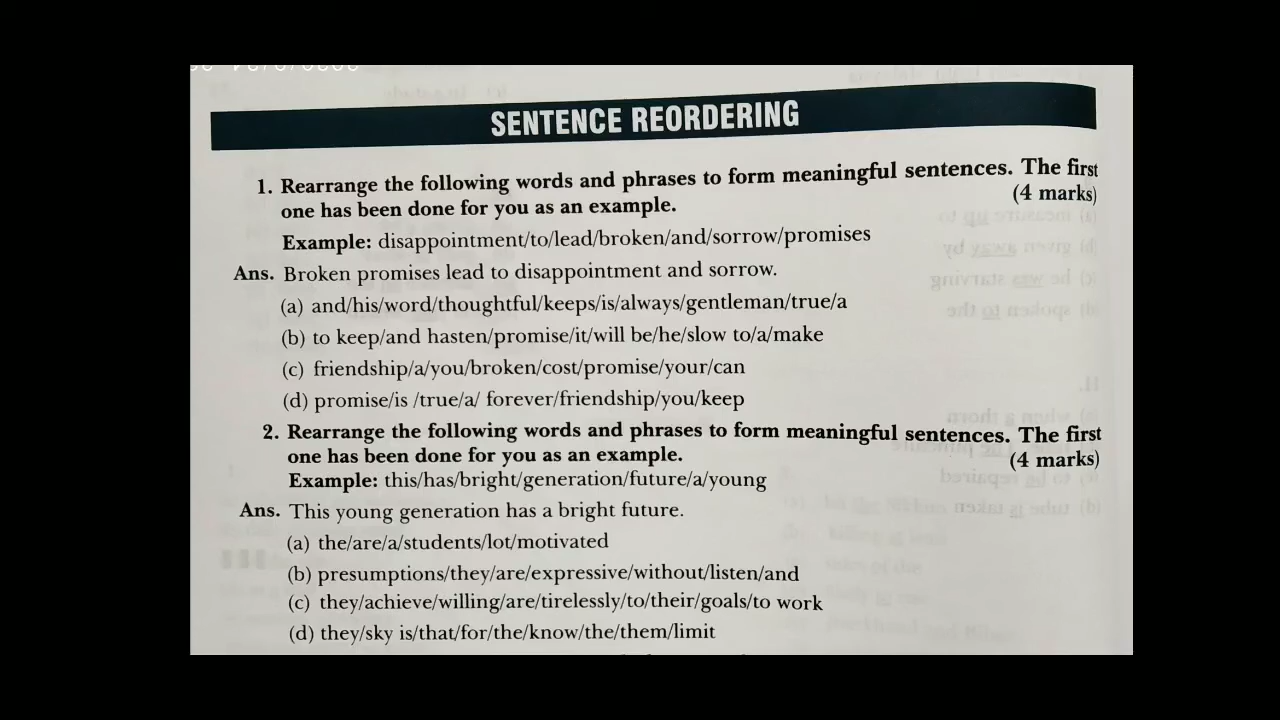 SENTENCE REORDERING
1. Rearrange the following words and phrases to form meaningful sentences. The first
one has been done for you as an example. (4 marks)
Example: disappointment/to/lead/broken/and/sorrow/promises
Ans. Broken promises lead to disappointment and sorrow.
(a) and/his/word/thoughtful/keeps/is/always/gentleman/true/a
(b) to keep/and hasten/promise/it/will be/he/slow to/a/make
(c) friendship/a/you/broken/cost/promise/your/can
(d) promise/is /true/a/ forever/friendship/you/keep
2. Rearrange the following words and phrases to form meaningful sentences. The first
one has been done for you as an example. (4 marks)
Example: this/has/bright/generation/future/a/young
Ans. This young generation has a bright future.
(a) the/are/a/students/lot/motivated
(b) presumptions/they/are/expressive/without/listen/and
(c) they/achieve/willing/are/tirelessly/to/their/goals/to work
(d) they/sky is/that/for/the/know/the/them/limit